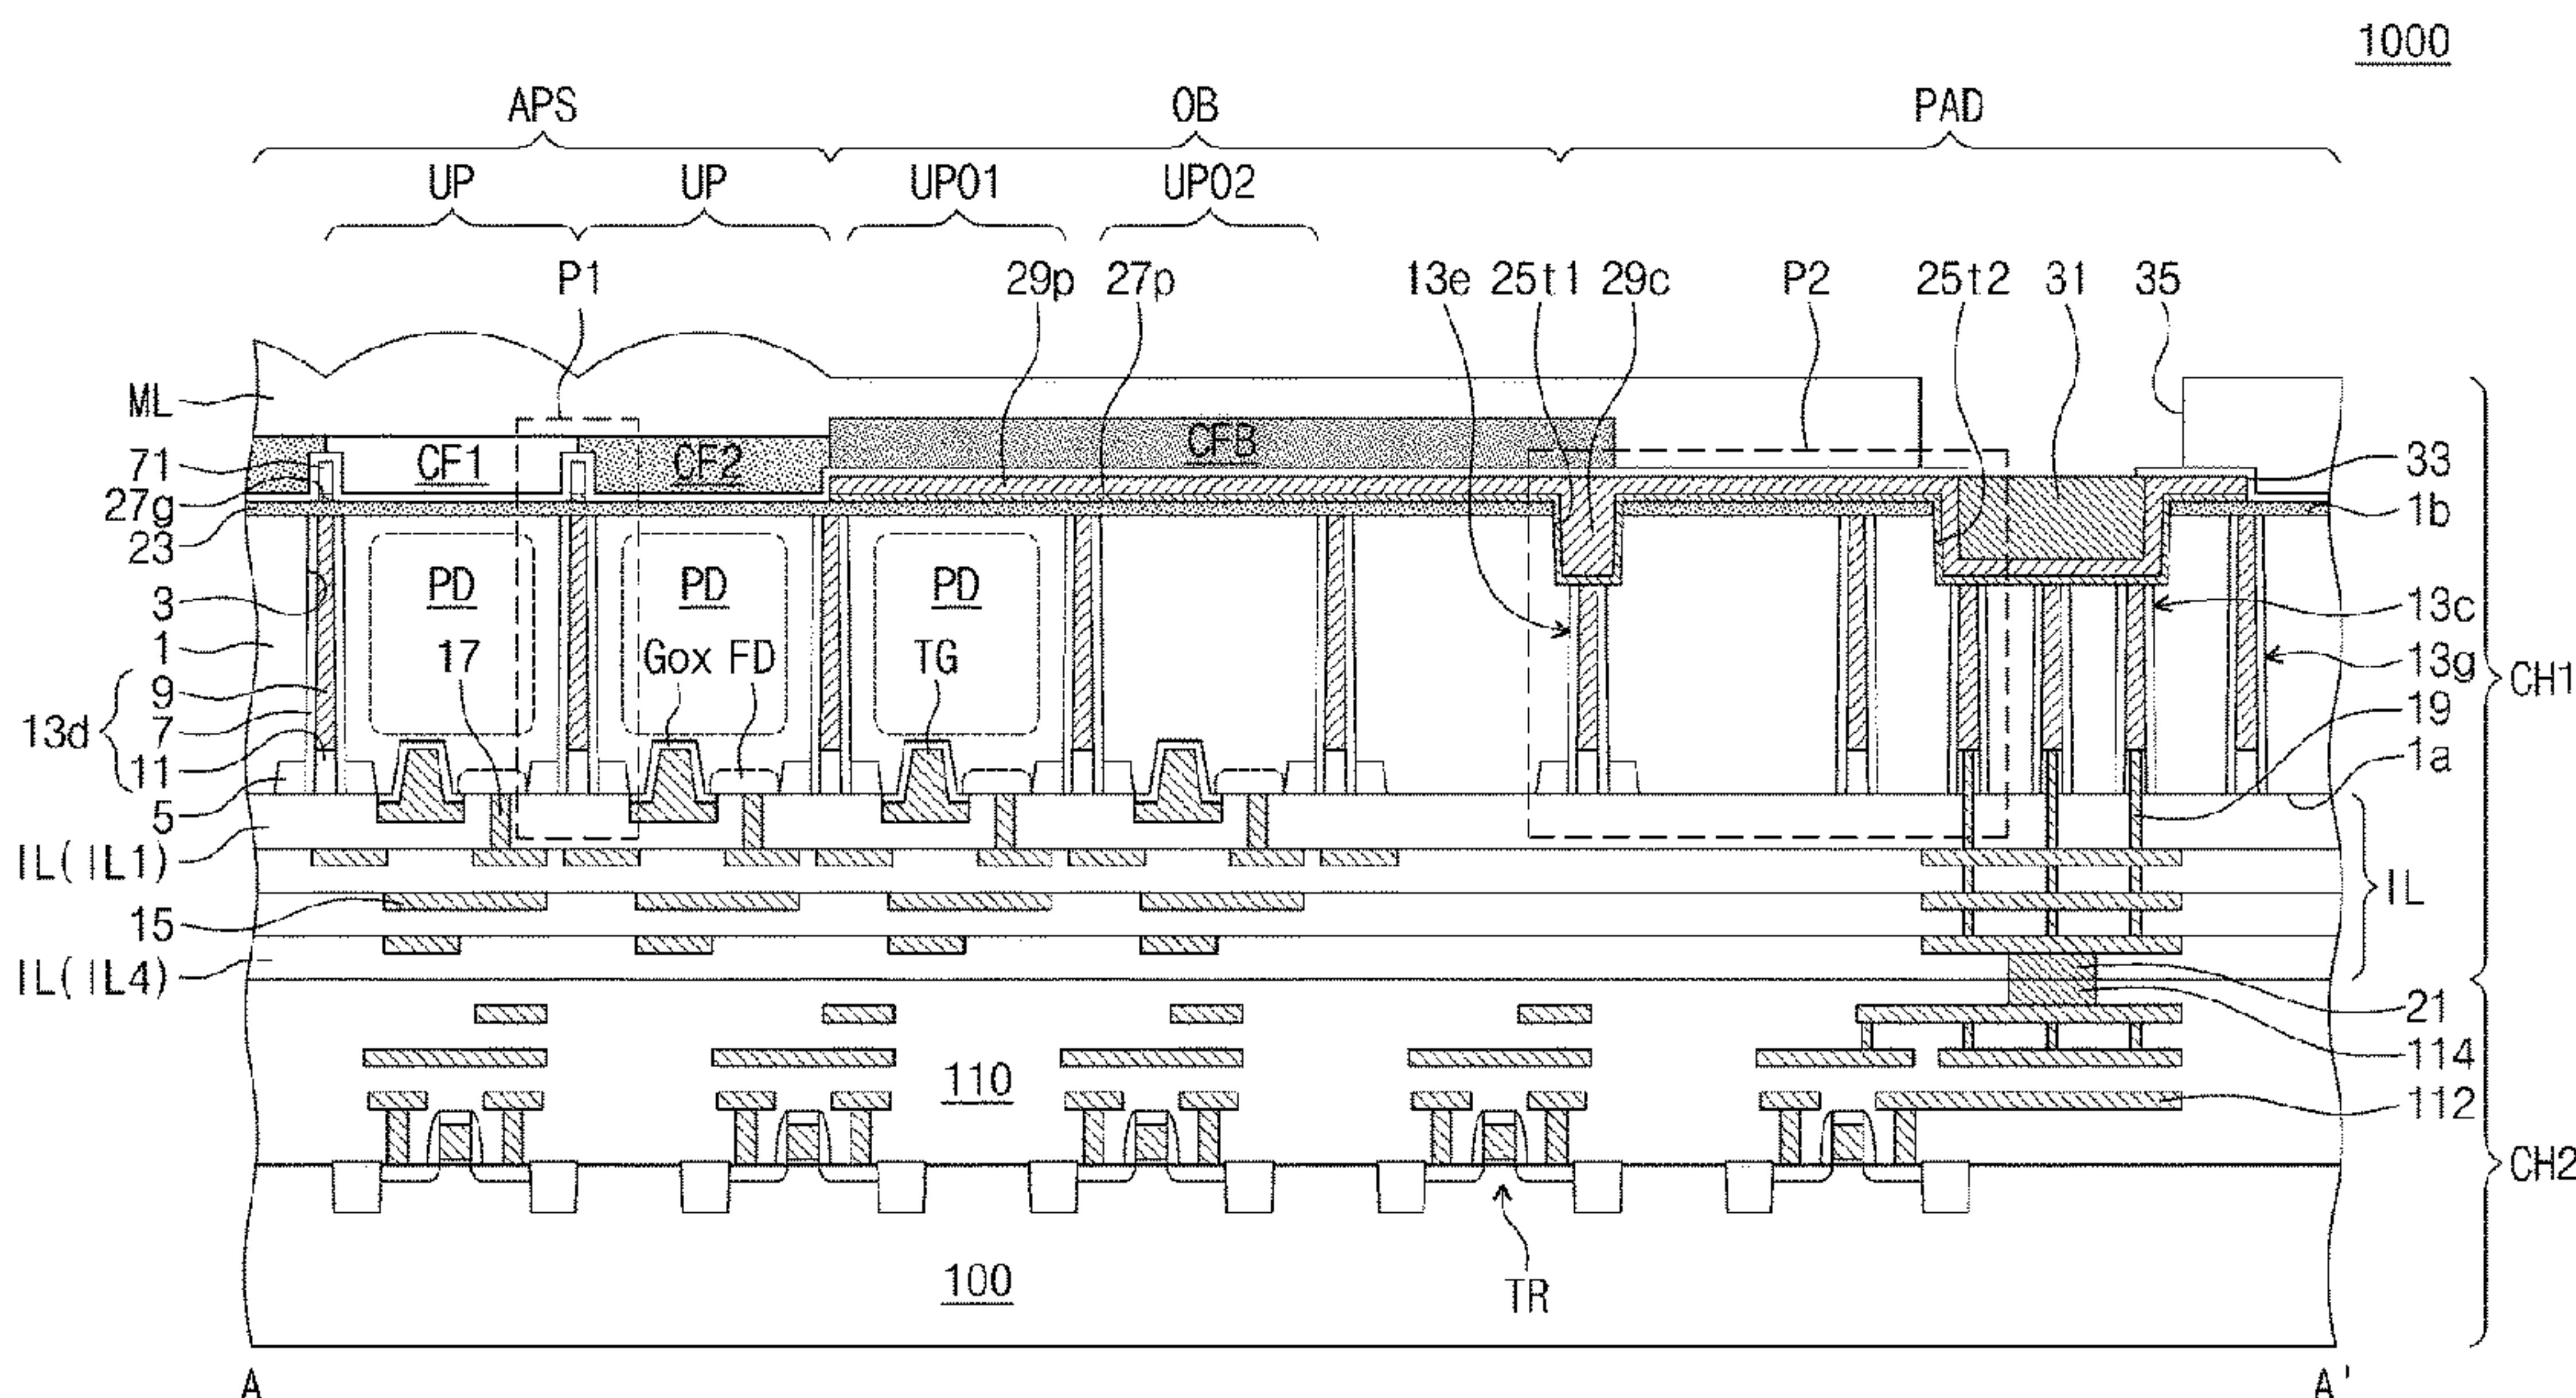 1000
APS OB PAD
UP UP UPO1 UPO2
P1 29p 27p 13e 25t1 29c P2 25t2 31 35
ML
CF1 CF2 CFB
71
27g
23
33
1b
PD PD PD
3
1
17 Gox FD TG
13c
13g
CH1
13d
9
7
11
5
19
1a
IL(IL1)
15
IL
IL(IL4)
21
114
110
112
CH2
100
TR
A A'